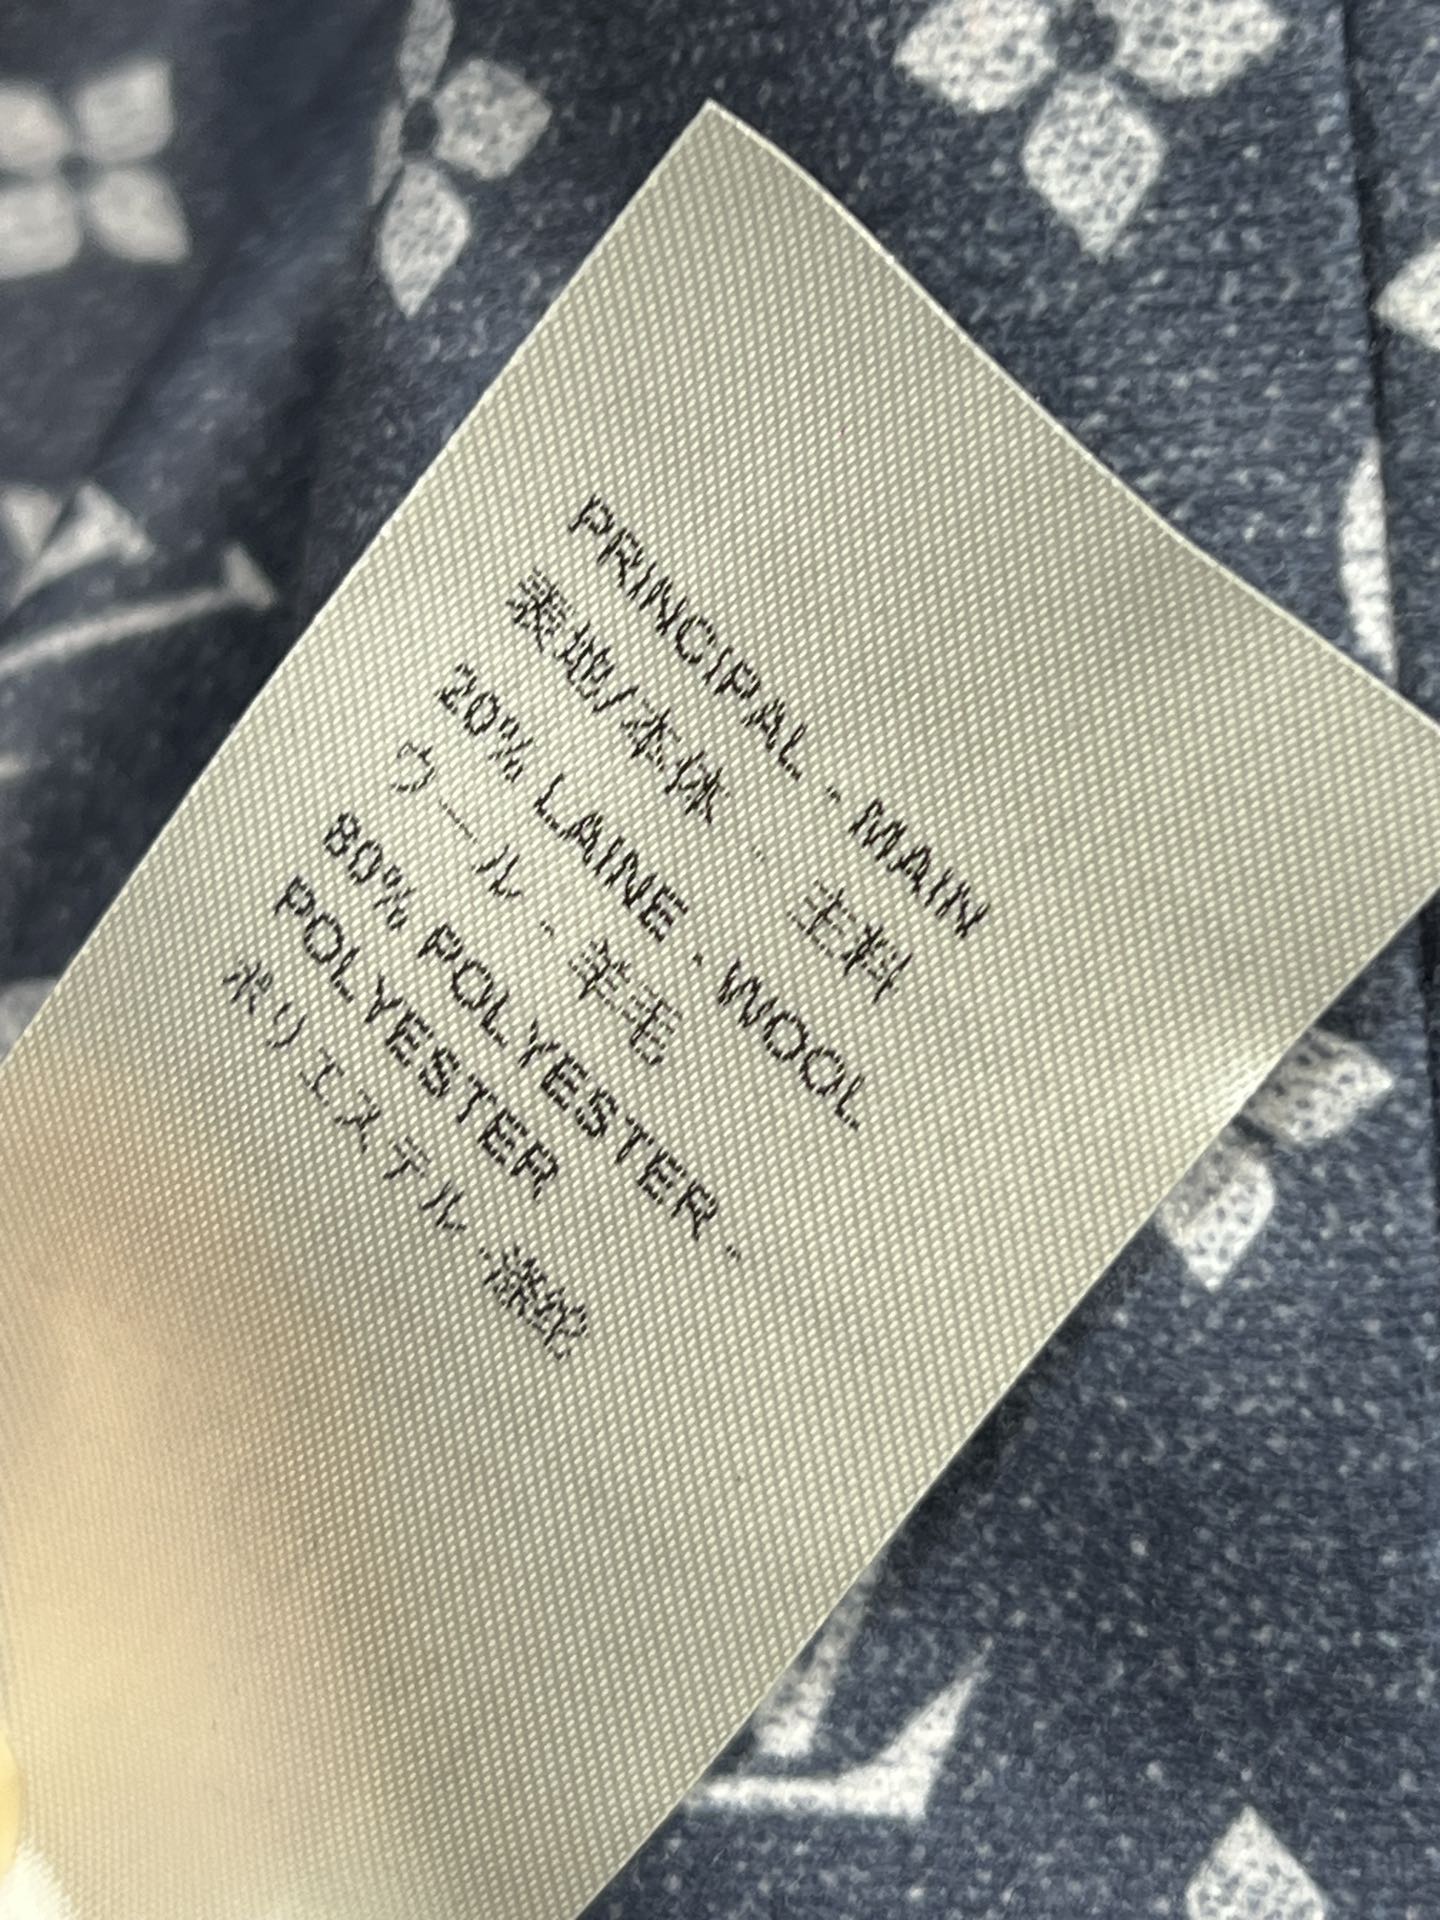 PRINCIPAL - MAIN
表地/本体 - 主料
20% LAINE - WOOL
ウール - 羊毛
80% POLYESTER -
POLYESTER
ポリエステル - 涤纶